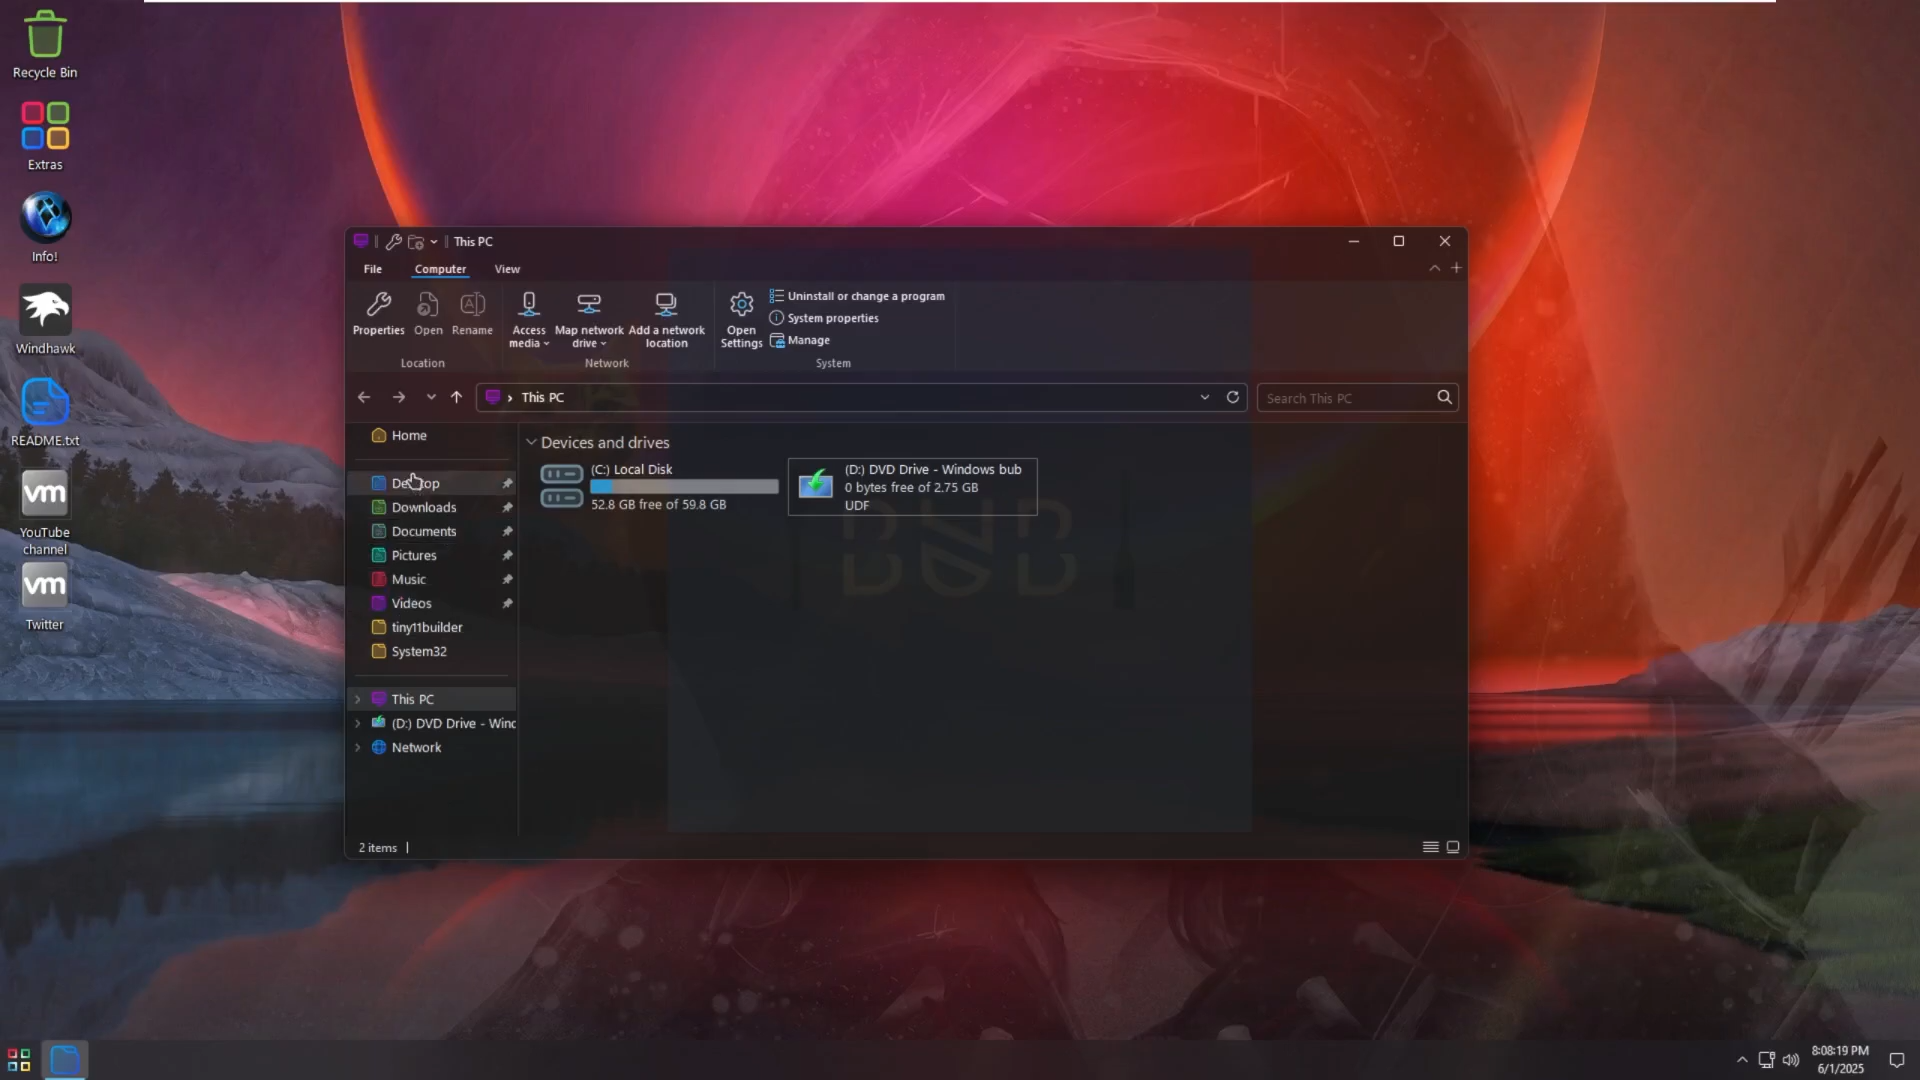 Recycle Bin
Extras
Info!
Windhawk
README.txt
vm
YouTube
channel
vm
Twitter
This PC
File
Computer
View
Properties
Open
Rename
Location
Access
media
Map network
drive
Add a network
location
Network
Open
Settings
Uninstall or change a program
System properties
Manage
System
This PC
Search This PC
Home
Desktop
Downloads
Documents
Pictures
Music
Videos
tiny11builder
System32
This PC
(D:) DVD Drive - Wind
Network
Devices and drives
(C:) Local Disk
52.8 GB free of 59.8 GB
(D:) DVD Drive - Windows bub
0 bytes free of 2.75 GB
UDF
2 items
8:08:19 PM
6/1/2025